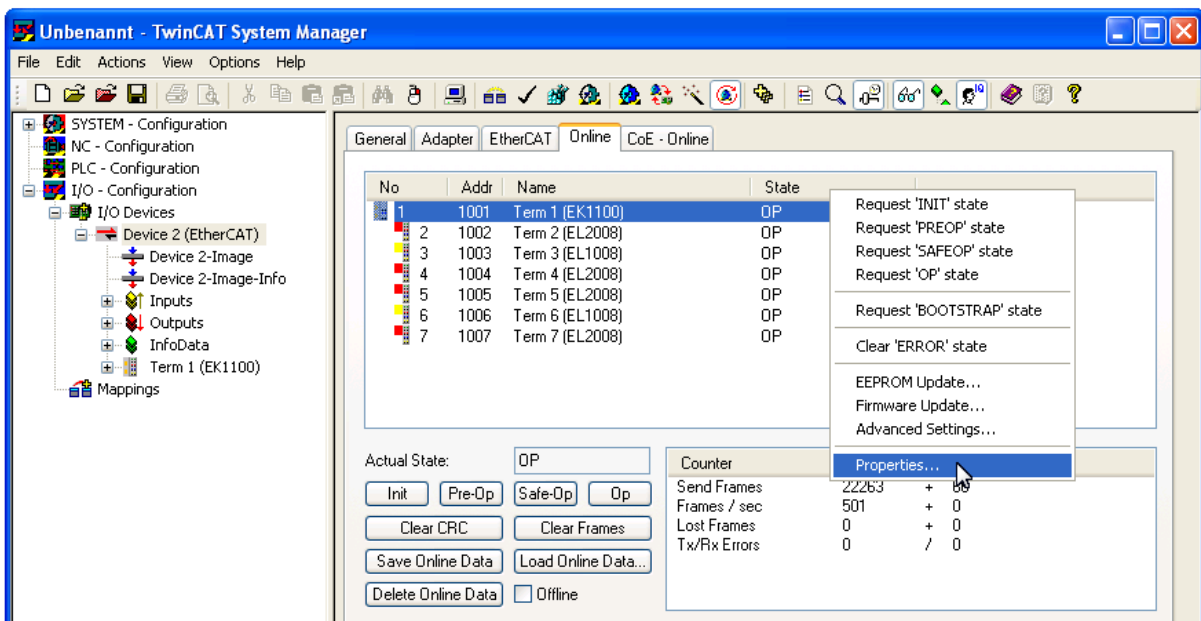 Unbenannt - TwinCAT System Manager
File Edit Actions View Options Help
SYSTEM - Configuration
NC - Configuration
PLC - Configuration
I/O - Configuration
I/O Devices
Device 2 (EtherCAT)
Device 2-Image
Device 2-Image-Info
Inputs
Outputs
InfoData
Term 1 (EK1100)
Mappings
General Adapter EtherCAT Online CoE - Online
No Addr Name State
1 1001 Term 1 (EK1100) OP
2 1002 Term 2 (EL2008) OP
3 1003 Term 3 (EL1008) OP
4 1004 Term 4 (EL2008) OP
5 1005 Term 5 (EL2008) OP
6 1006 Term 6 (EL1008) OP
7 1007 Term 7 (EL2008) OP
Request 'INIT' state
Request 'PREOP' state
Request 'SAFEOP' state
Request 'OP' state
Request 'BOOTSTRAP' state
Clear 'ERROR' state
EEPROM Update...
Firmware Update...
Advanced Settings...
Properties...
Actual State: OP
Init Pre-Op Safe-Op Op
Clear CRC Clear Frames
Save Online Data Load Online Data...
Delete Online Data Offline
Counter
Send Frames 22263 +
Frames / sec 501 + 0
Lost Frames 0 + 0
Tx/Rx Errors 0 / 0